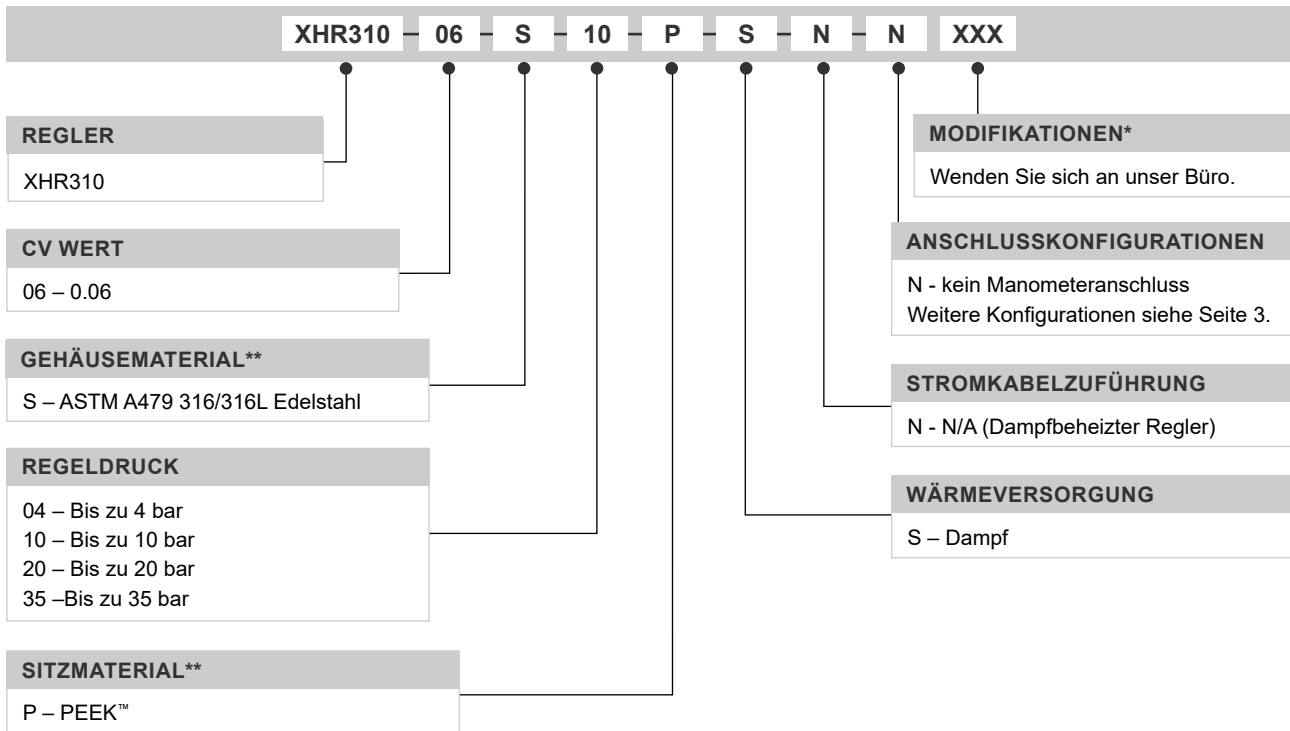 XHR310 – 06 – S – 10 – P – S – N – N XXX
REGLER
XHR310
CV WERT
06 – 0.06
GEHÄUSEMATERIAL**
S – ASTM A479 316/316L Edelstahl
REGELDRUCK
04 – Bis zu 4 bar
10 – Bis zu 10 bar
20 – Bis zu 20 bar
35 –Bis zu 35 bar
SITZMATERIAL**
P – PEEK™
MODIFIKATIONEN*
Wenden Sie sich an unser Büro.
ANSCHLUSSKONFIGURATIONEN
N - kein Manometeranschluss
Weitere Konfigurationen siehe Seite 3.
STROMKABELZUFÜHRUNG
N - N/A (Dampfbeheizter Regler)
WÄRMEVERSORGUNG
S – Dampf